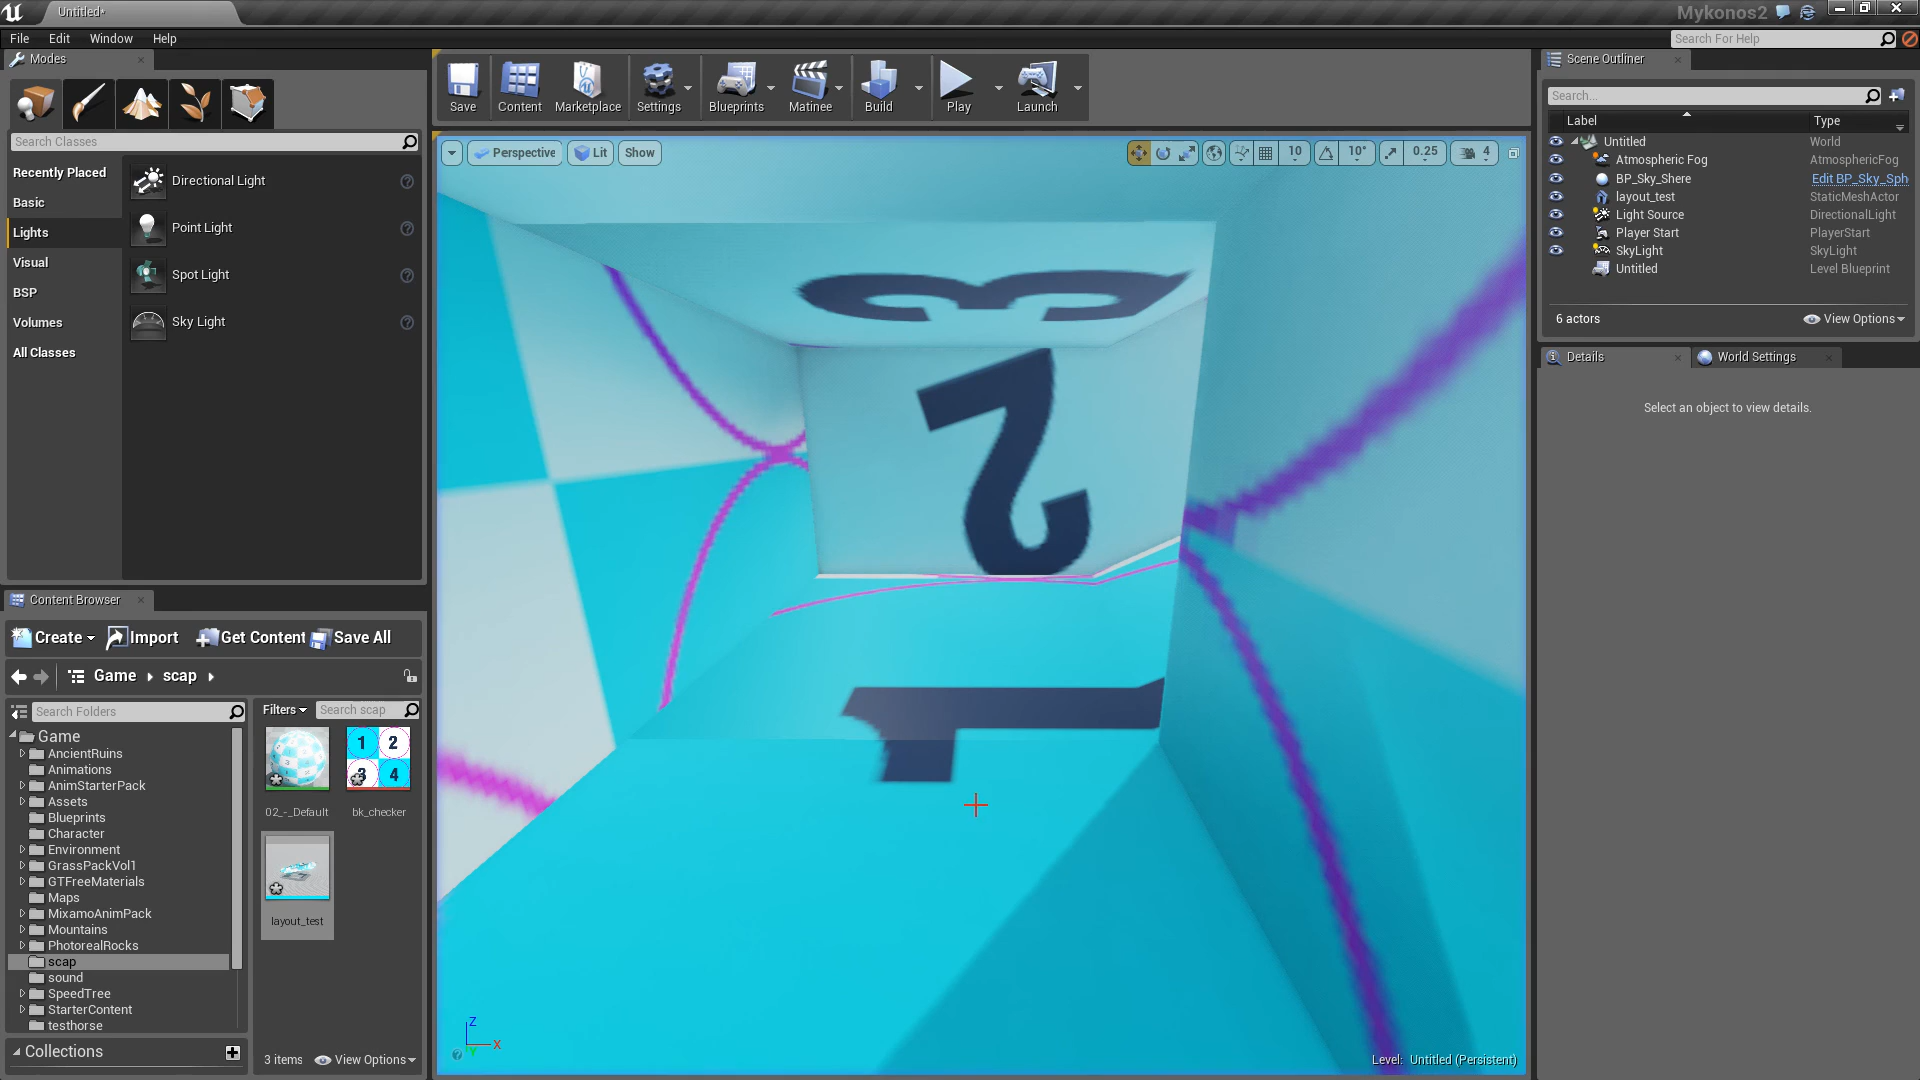 Untitled*
Mykonos2
File Edit Window Help
Search For Help
Modes
Search Classes
Recently Placed
Basic
Lights
Visual
BSP
Volumes
All Classes
Directional Light
Point Light
Spot Light
Sky Light
Content Browser
Create Import Get Content Save All
Game scap
Search Folders
Game
AncientRuins
Animations
AnimStarterPack
Assets
Blueprints
Character
Environment
GrassPackVol1
GTFreeMaterials
Maps
MixamoAnimPack
Mountains
PhotorealRocks
scap
sound
SpeedTree
StarterContent
testhorse
Collections
Filters Search scap
1 2
3 4
02_-_Default bk_checker
layout_test
3 items View Options
Save Content Marketplace Settings Blueprints Matinee Build Play Launch
Perspective Lit Show
10 10° 0.25 4
3
2
1
Z
X
Y
Level: Untitled (Persistent)
Scene Outliner
Search...
Label Type
Untitled World
Atmospheric Fog AtmosphericFog
BP_Sky_Shere Edit BP_Sky_Sph
layout_test StaticMeshActor
Light Source DirectionalLight
Player Start PlayerStart
SkyLight SkyLight
Untitled Level Blueprint
6 actors View Options
Details World Settings
Select an object to view details.